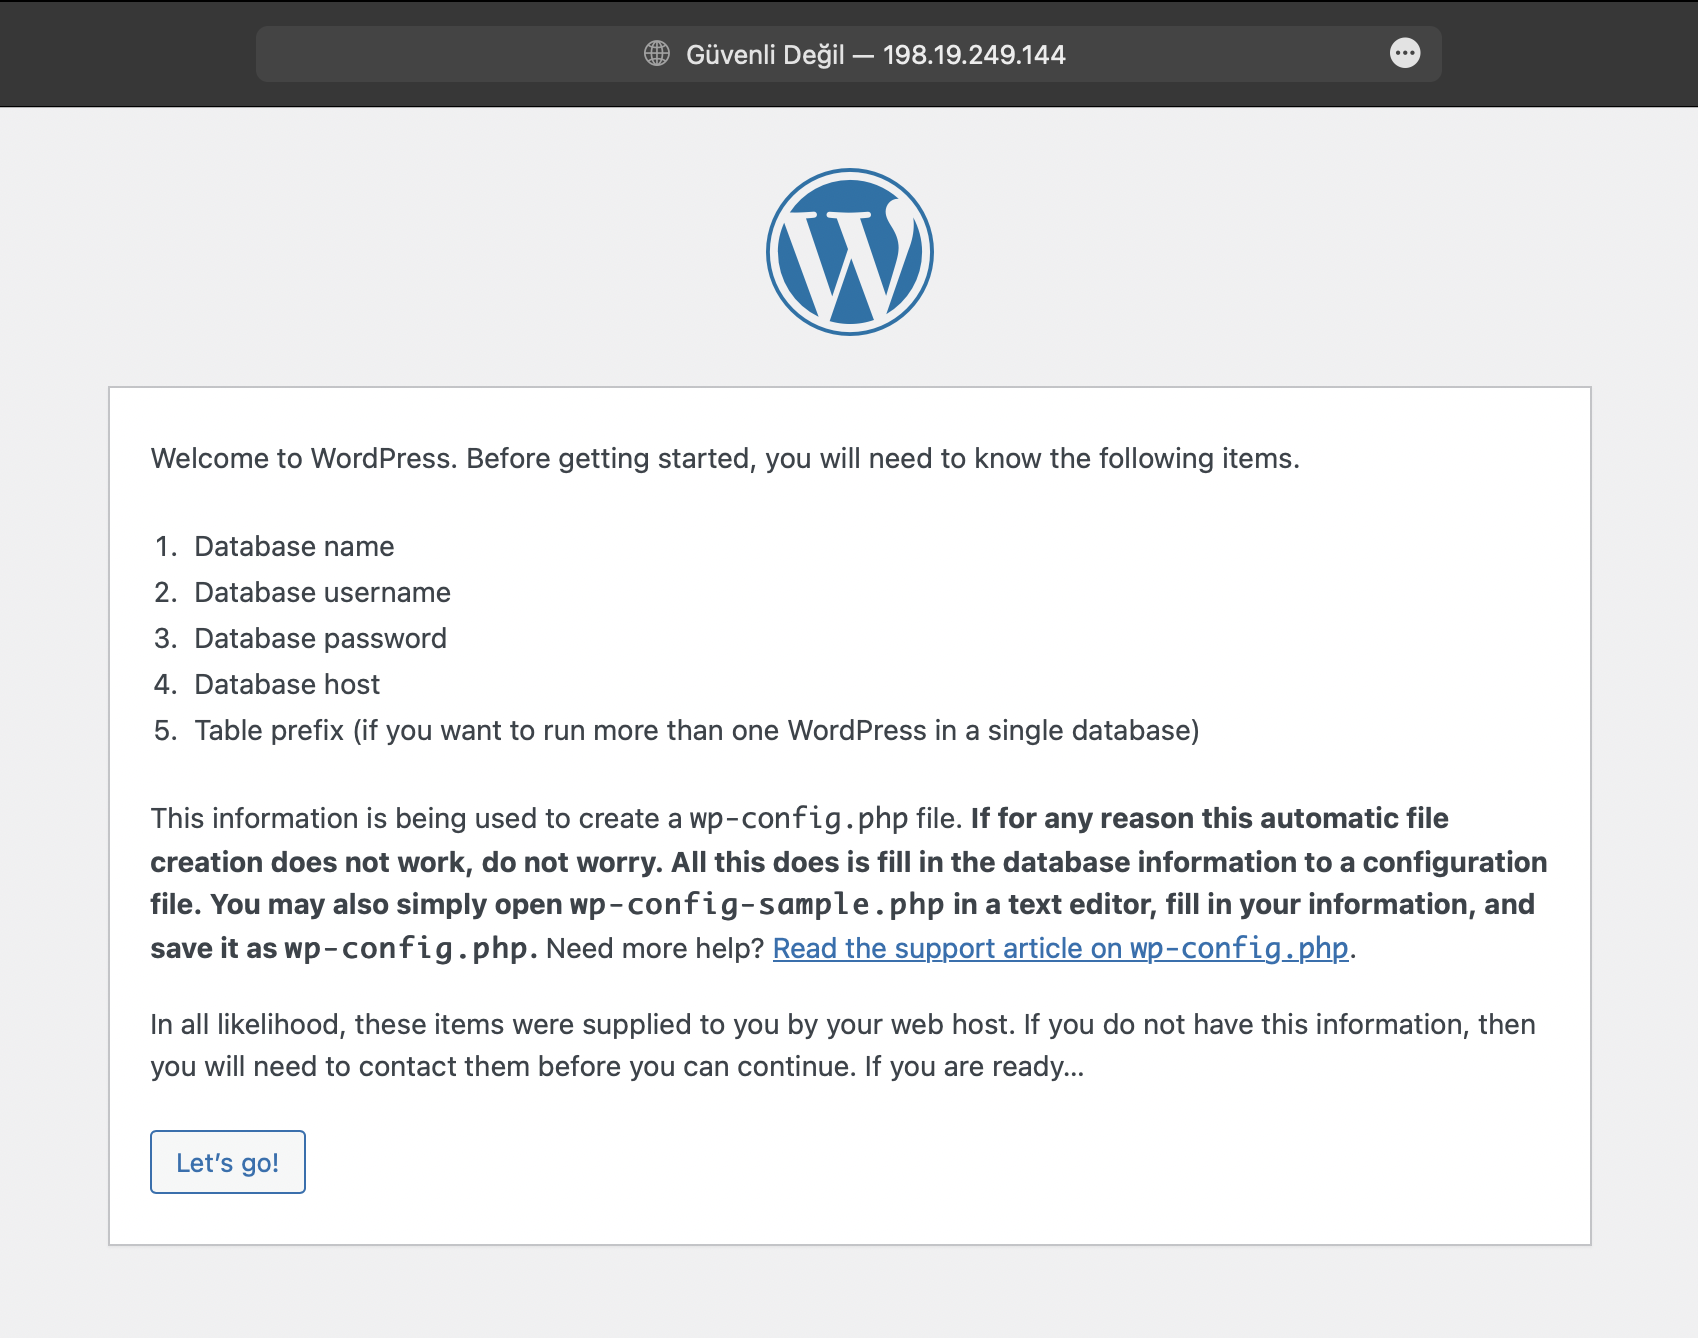 Güvenli Değil — 198.19.249.144
Welcome to WordPress. Before getting started, you will need to know the following items.
1. Database name
2. Database username
3. Database password
4. Database host
5. Table prefix (if you want to run more than one WordPress in a single database)
This information is being used to create a wp-config.php file. If for any reason this automatic file
creation does not work, do not worry. All this does is fill in the database information to a configuration
file. You may also simply open wp-config-sample.php in a text editor, fill in your information, and
save it as wp-config.php. Need more help? Read the support article on wp-config.php.
In all likelihood, these items were supplied to you by your web host. If you do not have this information, then
you will need to contact them before you can continue. If you are ready…
Let’s go!